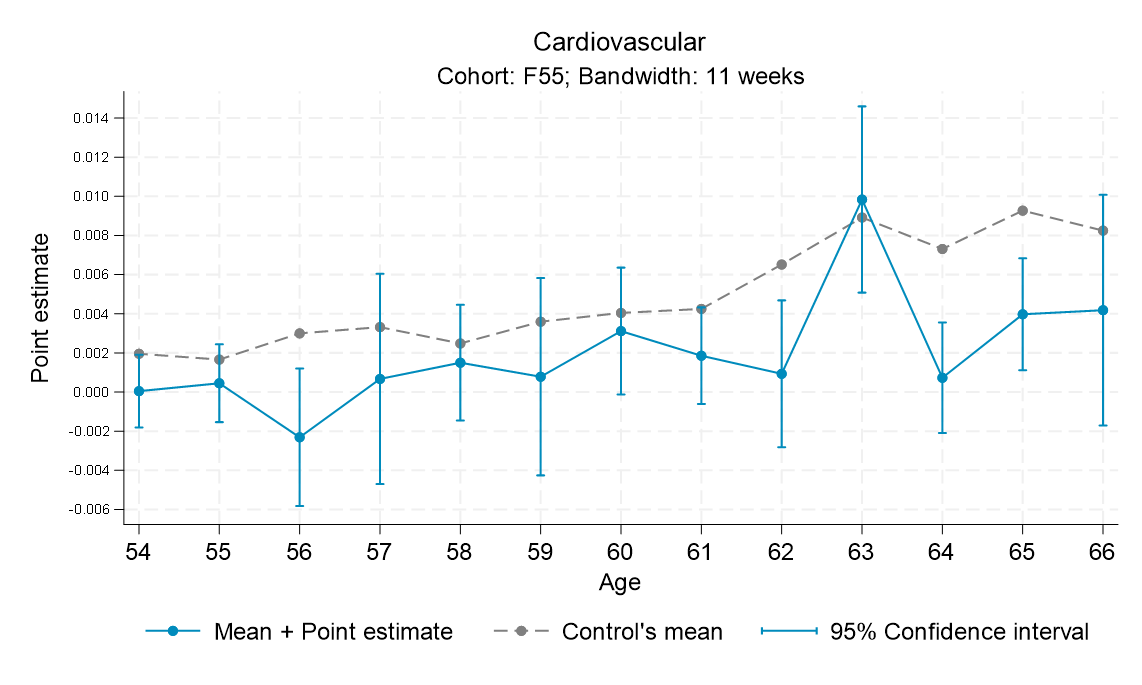 Cardiovascular
Cohort: F55; Bandwidth: 11 weeks
Point estimate
0.014
0.012
0.010
0.008
0.006
0.004
0.002
0.000
-0.002
-0.004
-0.006
54 55 56 57 58 59 60 61 62 63 64 65 66
Age
Mean + Point estimate Control's mean 95% Confidence interval